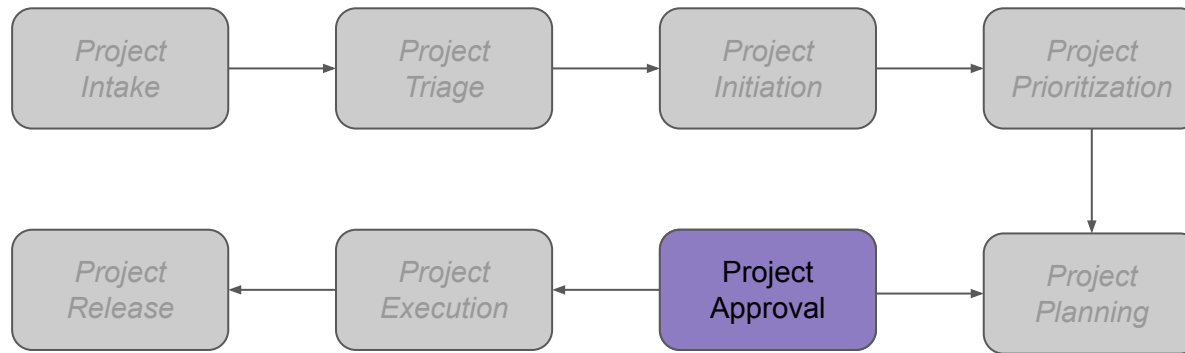 Project
Intake
Project
Triage
Project
Initiation
Project
Prioritization
Project
Release
Project
Execution
Project
Approval
Project
Planning